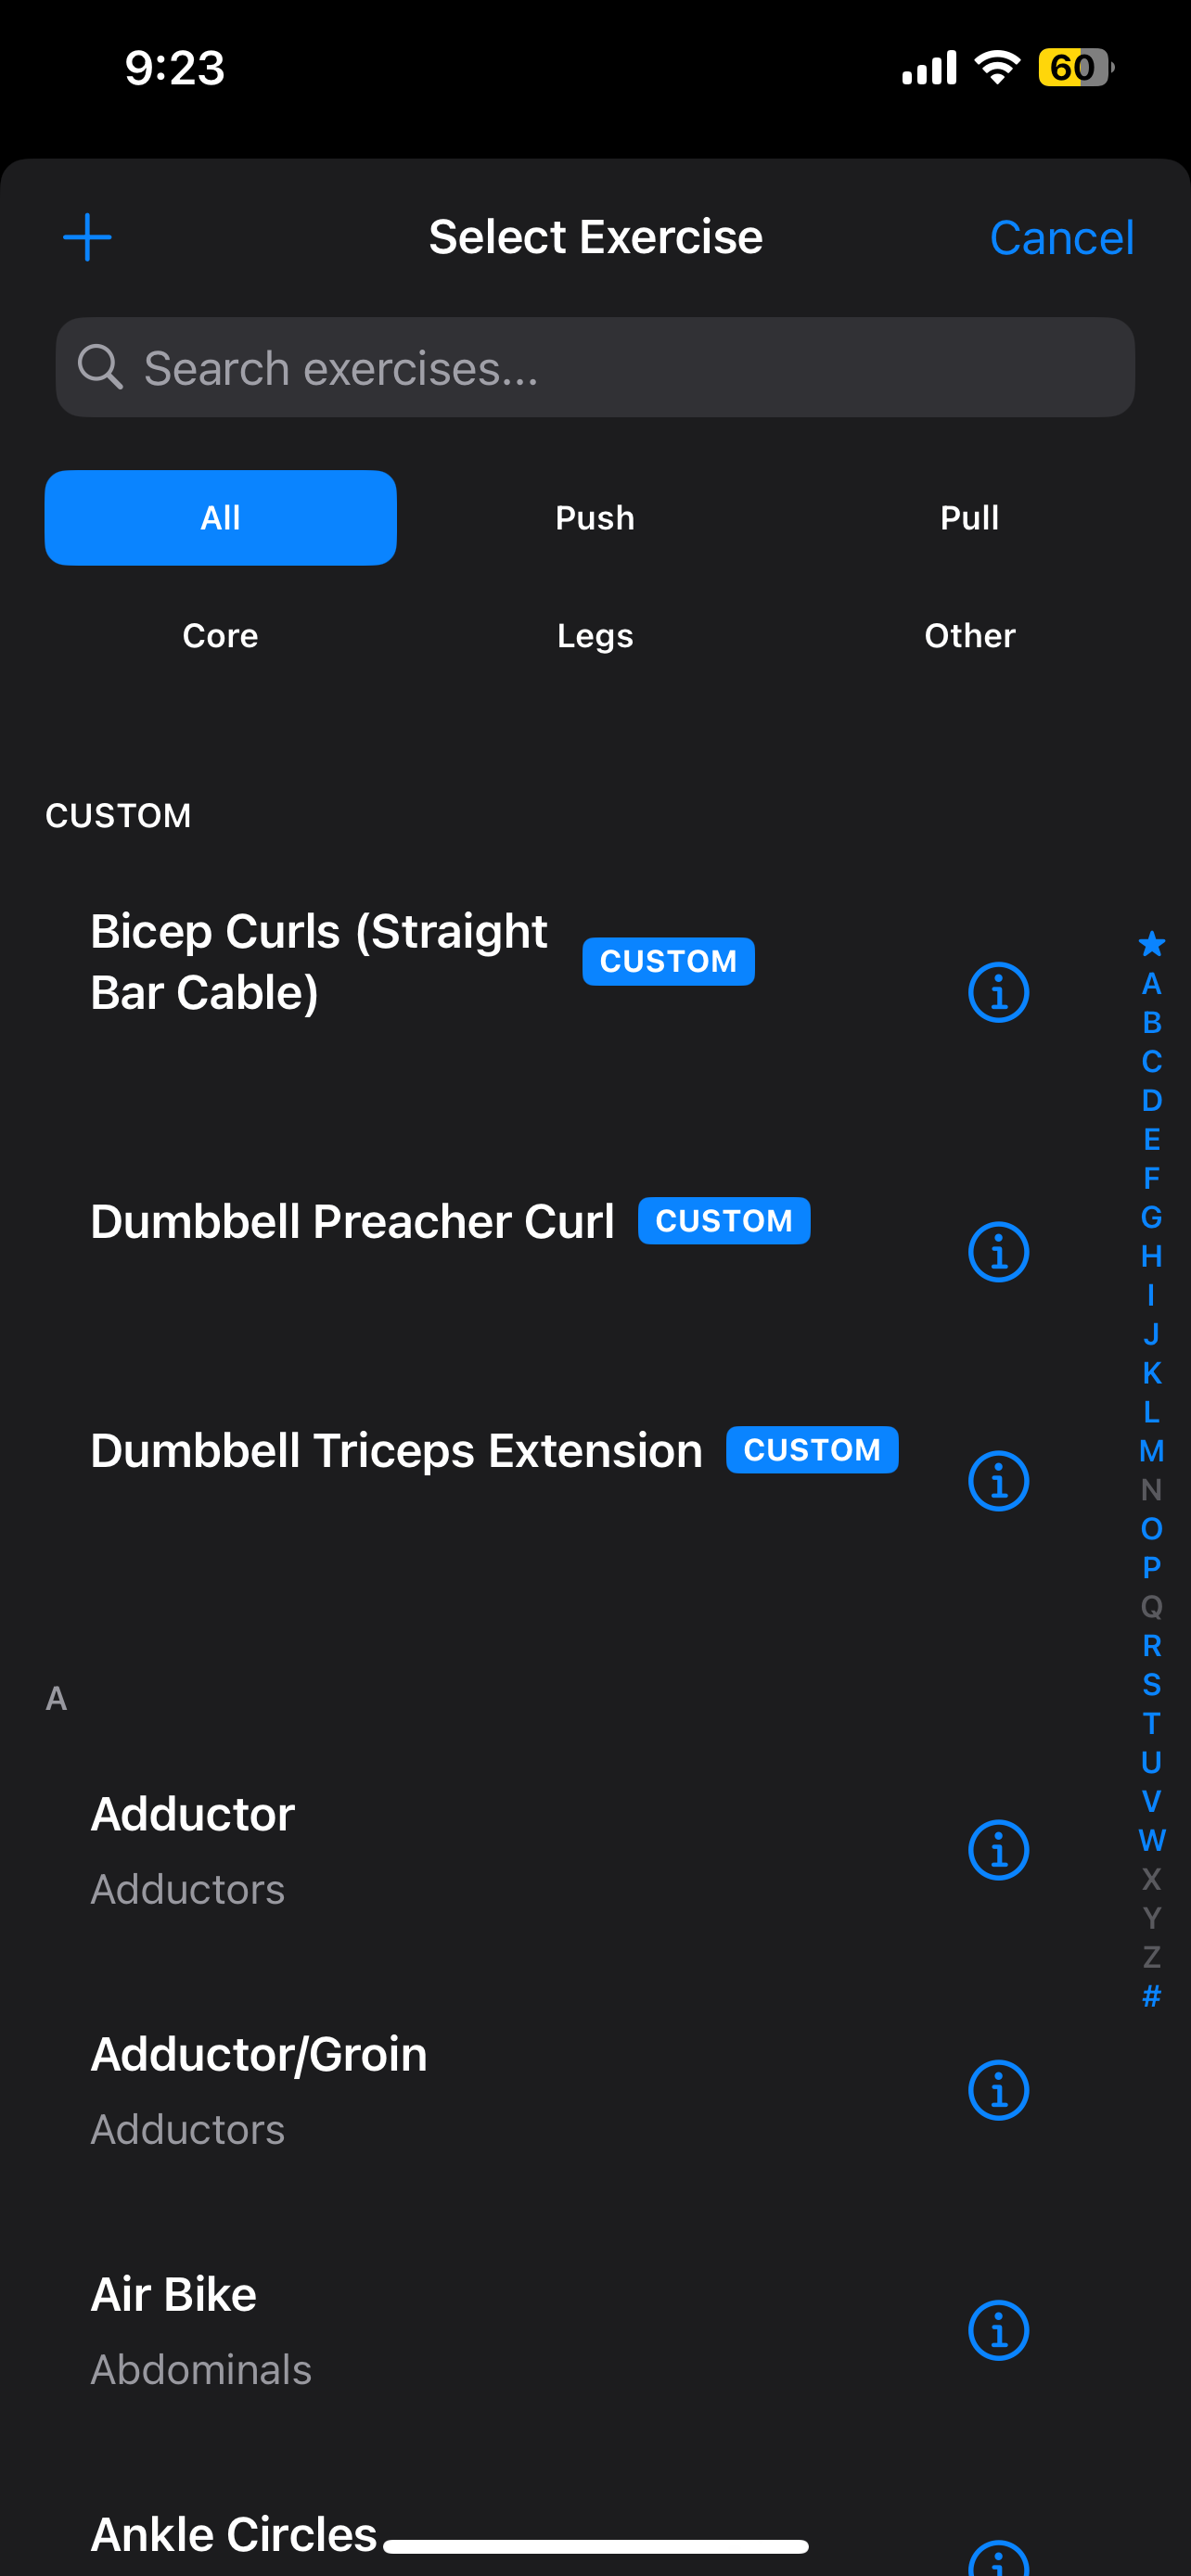 9:23
60
Select Exercise
Cancel
Search exercises...
All
Push
Pull
Core
Legs
Other
CUSTOM
Bicep Curls (Straight
Bar Cable)
CUSTOM
Dumbbell Preacher Curl
CUSTOM
Dumbbell Triceps Extension
CUSTOM
A
Adductor
Adductors
Adductor/Groin
Adductors
Air Bike
Abdominals
Ankle Circles
A
B
C
D
E
F
G
H
I
J
K
L
M
N
O
P
Q
R
S
T
U
V
W
X
Y
Z
#